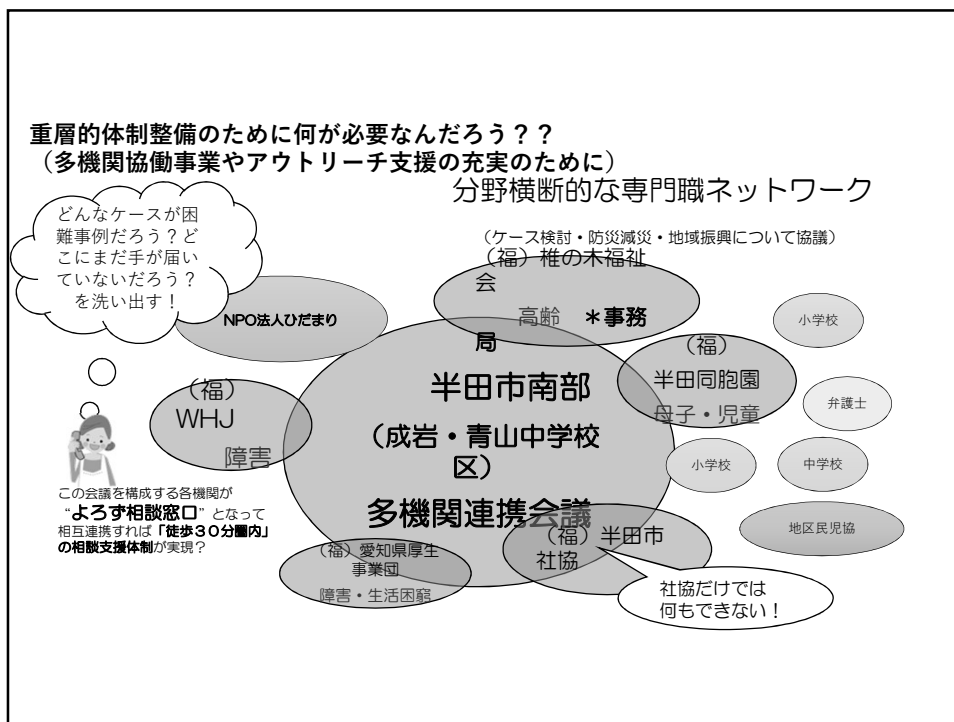 重層的体制整備のために何が必要なんだろう？？
（多機関協働事業やアウトリーチ支援の充実のために）
分野横断的な専門職ネットワーク
（ケース検討・防災減災・地域振興について協議）
どんなケースが困
難事例だろう？ど
こにまだ手が届い
ていないだろう？
を洗い出す！
（福）椎の木福祉
会
高齢　＊事務
局
NPO法人ひだまり
小学校
（福）
半田同胞園
母子・児童
弁護士
半田市南部
（成岩・青山中学校
区）
多機関連携会議
（福）
WHJ
障害
小学校
中学校
この会議を構成する各機関が
“よろず相談窓口”となって
相互連携すれば「徒歩３０分圏内」
の相談支援体制が実現？
地区民児協
（福）半田市
社協
（福）愛知県厚生
事業団
障害・生活困窮
社協だけでは
何もできない！